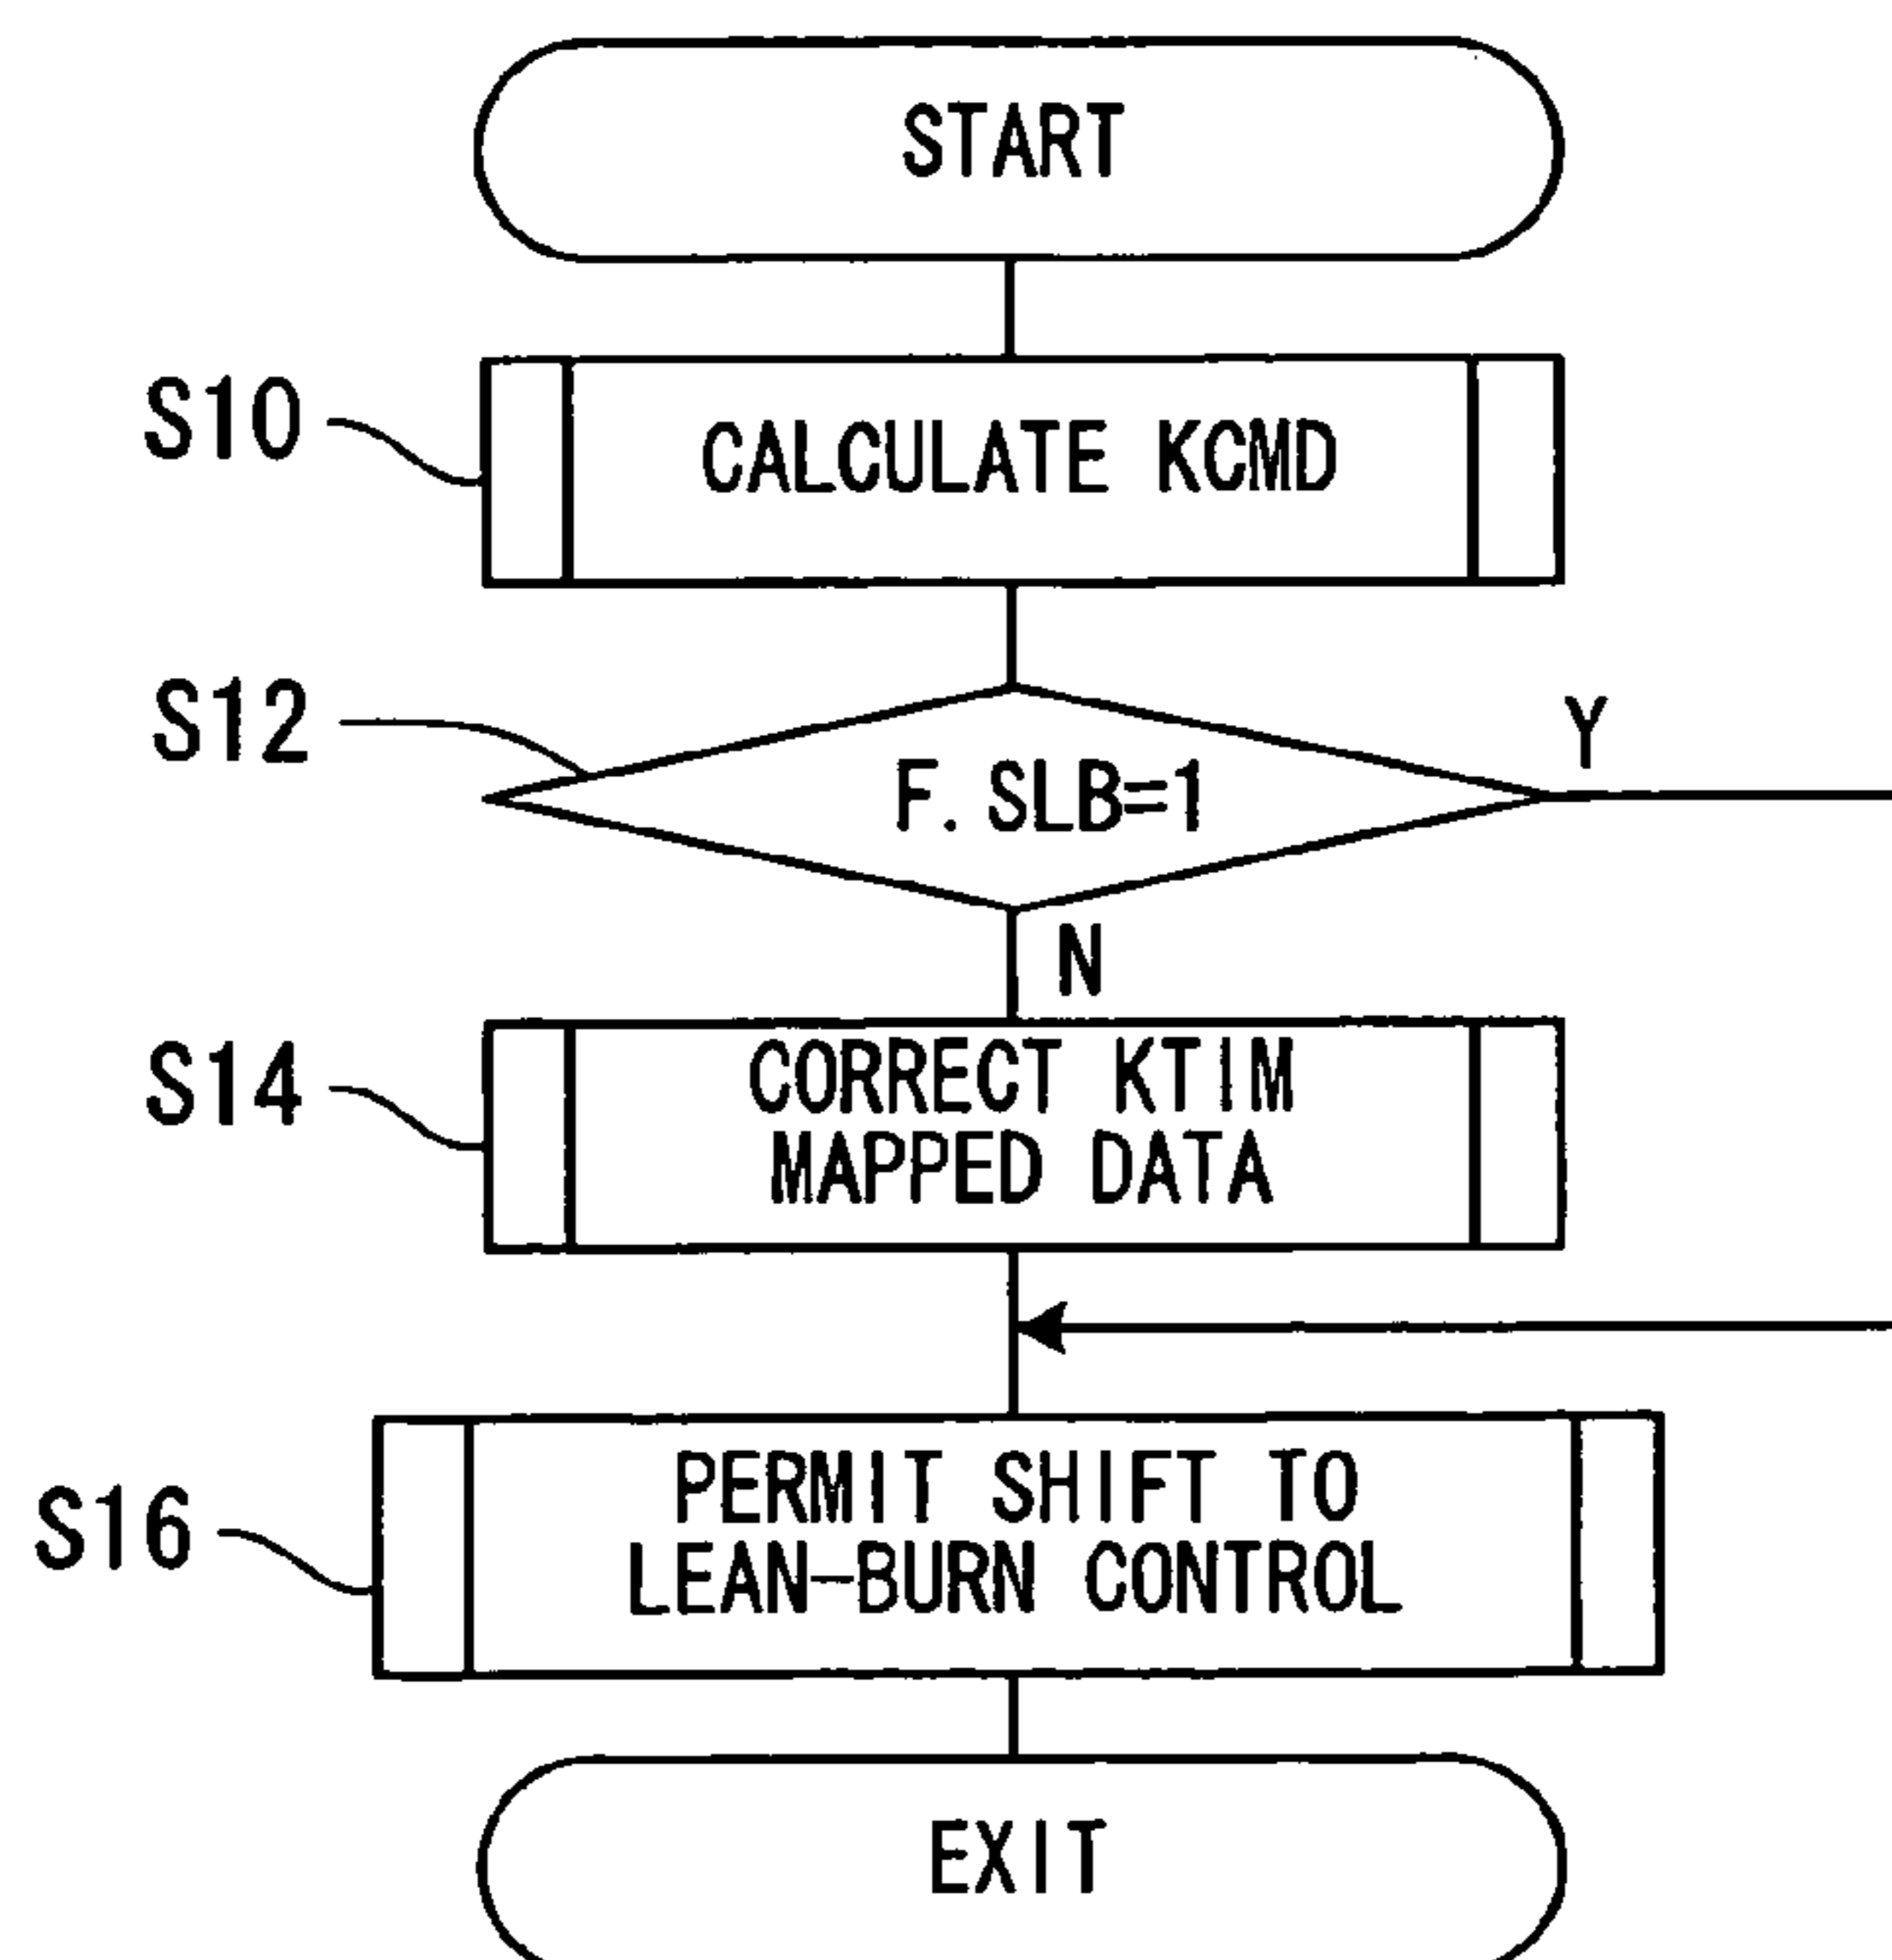 START
S10
CALCULATE KCMD
S12
F. SLB=1
Y
N
S14
CORRECT KTIM
MAPPED DATA
S16
PERMIT SHIFT TO
LEAN-BURN CONTROL
EXIT